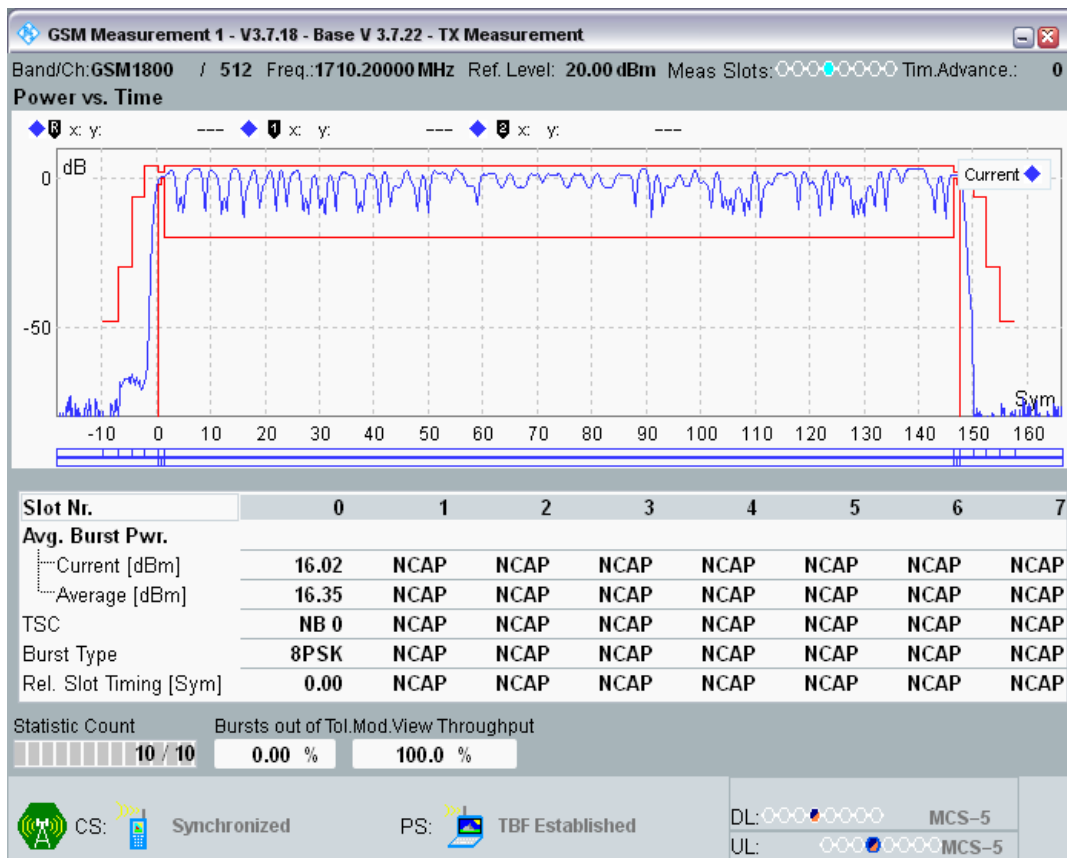 GSM Measurement 1 - V3.7.18 - Base V 3.7.22 - TX Measurement
Band/Ch:GSM1800 / 512 Freq.:1710.20000 MHz Ref. Level: 20.00 dBm Meas Slots: Tim.Advance.: 0
Power vs. Time
R x: y: --- 1 x: y: --- 2 x: y: ---
dB
Current
0
-50
Sym
-10 0 10 20 30 40 50 60 70 80 90 100 110 120 130 140 150 160
Slot Nr. 0 1 2 3 4 5 6 7
Avg. Burst Pwr.
Current [dBm] 16.02 NCAP NCAP NCAP NCAP NCAP NCAP NCAP
Average [dBm] 16.35 NCAP NCAP NCAP NCAP NCAP NCAP NCAP
TSC NB 0 NCAP NCAP NCAP NCAP NCAP NCAP NCAP
Burst Type 8PSK NCAP NCAP NCAP NCAP NCAP NCAP NCAP
Rel. Slot Timing [Sym] 0.00 NCAP NCAP NCAP NCAP NCAP NCAP NCAP
Statistic Count Bursts out of Tol.Mod.View Throughput
10 / 10 0.00 % 100.0 %
CS: Synchronized PS: TBF Established
DL: MCS-5
UL: MCS-5